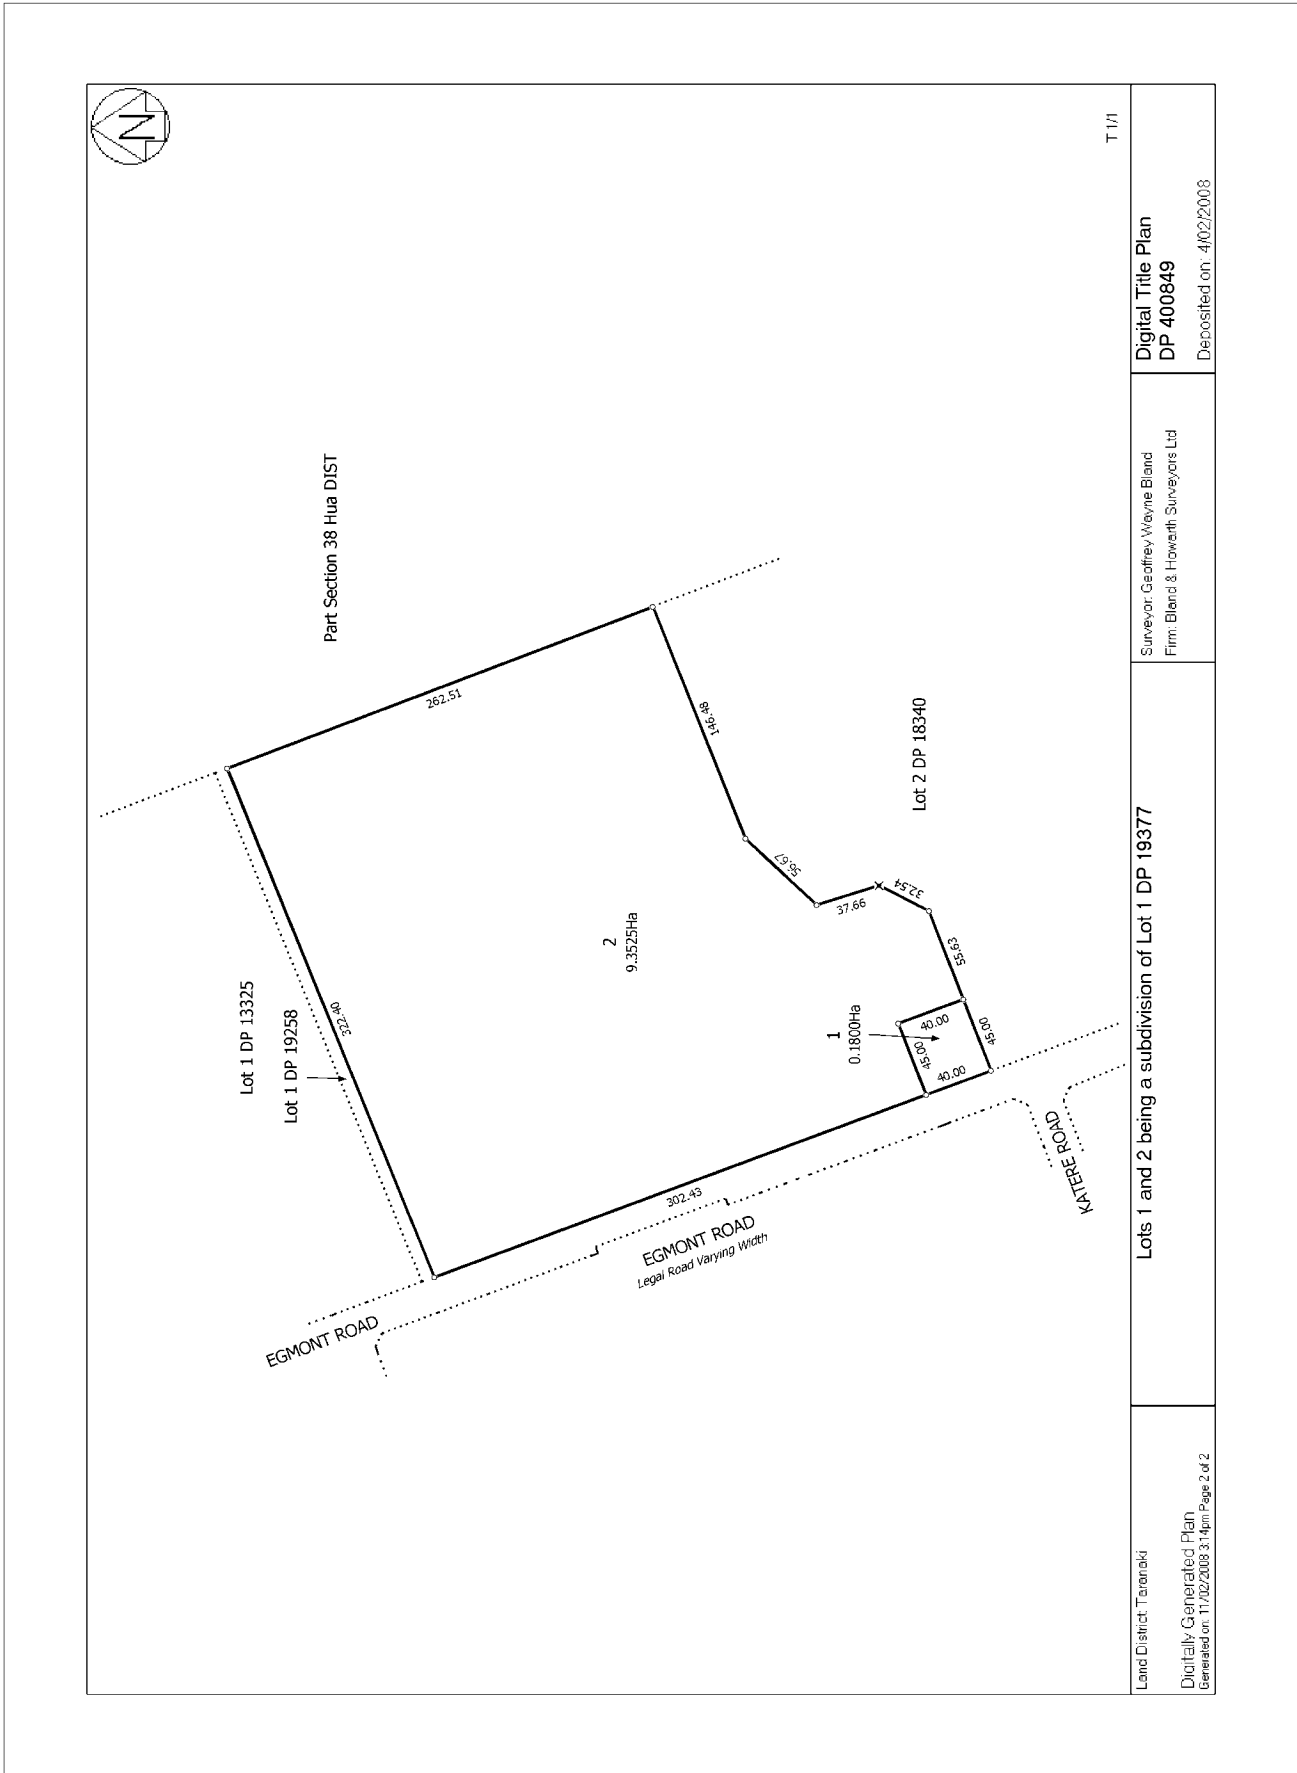 N
T 1/1
Part Section 38 Hua DIST
Lot 1 DP 13325
Lot 1 DP 19258
262.51
322.40
2
9.3525Ha
146.48
56.67
37.66
32.54
55.63
Lot 2 DP 18340
1
0.1800Ha
45.00
40.00
40.00
45.00
302.43
EGMONT ROAD
Legal Road Varying Width
EGMONT ROAD
KATERE ROAD
Land District: Taranaki
Digitally Generated Plan
Generated on: 11/02/2008 3:14pm Page 2 of 2
Lots 1 and 2 being a subdivision of Lot 1 DP 19377
Surveyor: Geoffrey Wayne Bland
Firm: Bland & Howarth Surveyors Ltd
Digital Title Plan
DP 400849
Deposited on: 4/02/2008